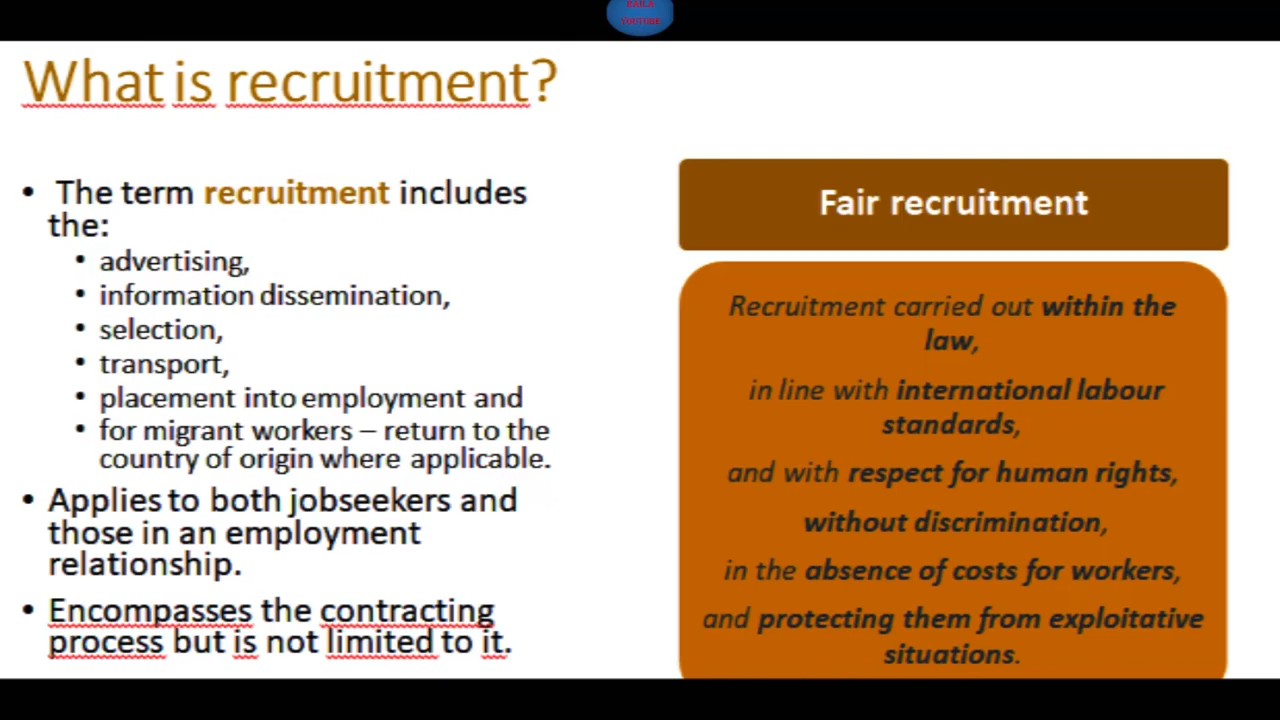 DAILA
YOUTUBE
What is recruitment?
• The term recruitment includes
the:
• advertising,
• information dissemination,
• selection,
• transport,
• placement into employment and
• for migrant workers – return to the
country of origin where applicable.
• Applies to both jobseekers and
those in an employment
relationship.
• Encompasses the contracting
process but is not limited to it.
Fair recruitment
Recruitment carried out within the
law,
in line with international labour
standards,
and with respect for human rights,
without discrimination,
in the absence of costs for workers,
and protecting them from exploitative
situations.